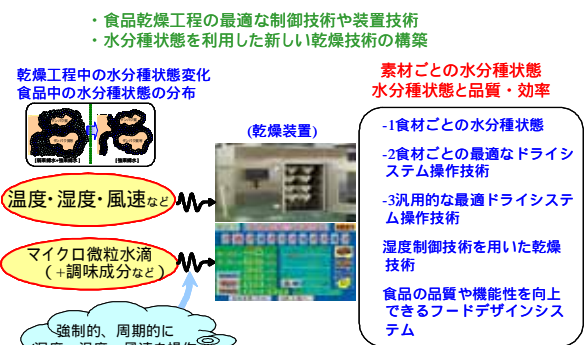 ・食品乾燥工程の最適な制御技術や装置技術
・水分種状態を利用した新しい乾燥技術の構築
乾燥工程中の水分種状態変化
食品中の水分種状態の分布
(乾燥装置)
温度・湿度・風速など
マイクロ微粒水滴
(+調味成分など)
強制的、周期的に
素材ごとの水分種状態
水分種状態と品質・効率
-1食材ごとの水分種状態
-2食材ごとの最適なドライシ
ステム操作技術
-3汎用的な最適ドライシステ
ム操作技術
湿度制御技術を用いた乾燥
技術
食品の品質や機能性を向上
できるフードデザインシス
テム